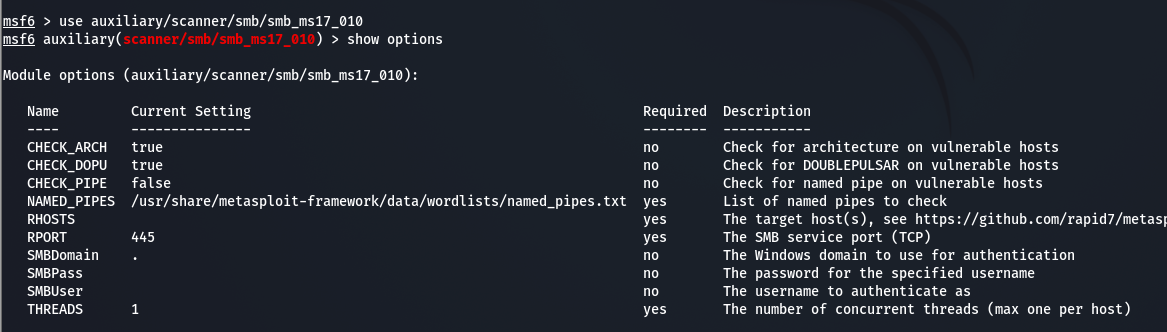 msf6 > use auxiliary/scanner/smb/smb_ms17_010
msf6 auxiliary(scanner/smb/smb_ms17_010) > show options
Module options (auxiliary/scanner/smb/smb_ms17_010):
Name Current Setting Required Description
---- --------------- -------- -----------
CHECK_ARCH true no Check for architecture on vulnerable hosts
CHECK_DOPU true no Check for DOUBLEPULSAR on vulnerable hosts
CHECK_PIPE false no Check for named pipe on vulnerable hosts
NAMED_PIPES /usr/share/metasploit-framework/data/wordlists/named_pipes.txt yes List of named pipes to check
RHOSTS yes The target host(s), see https://github.com/rapid7/metasp
RPORT 445 yes The SMB service port (TCP)
SMBDomain . no The Windows domain to use for authentication
SMBPass no The password for the specified username
SMBUser no The username to authenticate as
THREADS 1 yes The number of concurrent threads (max one per host)